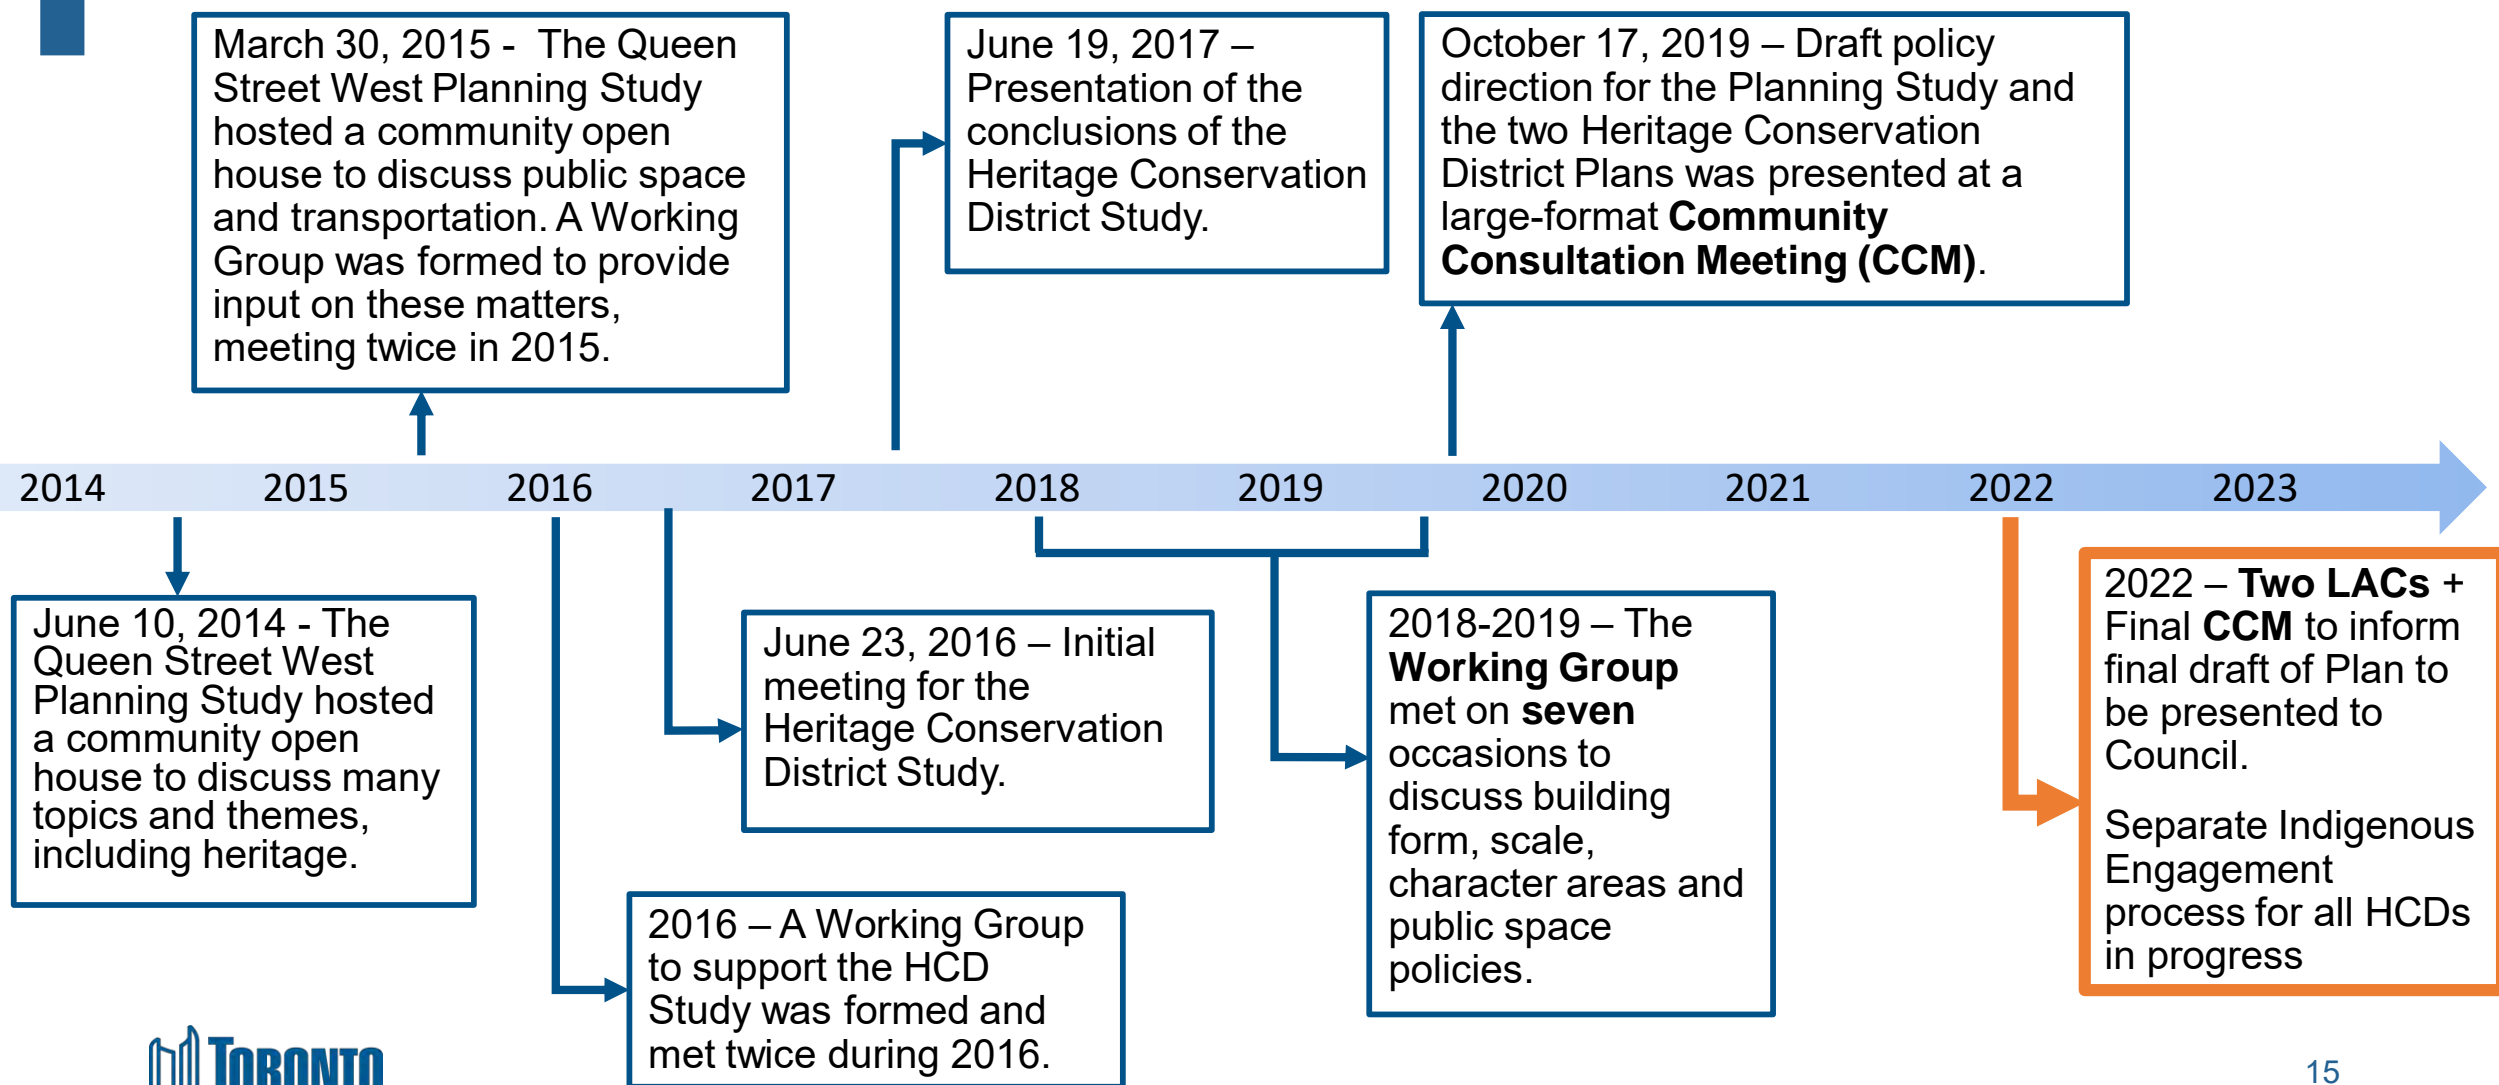 March 30, 2015 - The Queen
Street West Planning Study
hosted a community open
house to discuss public space
and transportation. A Working
Group was formed to provide
input on these matters,
meeting twice in 2015.
June 19, 2017 –
Presentation of the
conclusions of the
Heritage Conservation
District Study.
October 17, 2019 – Draft policy
direction for the Planning Study and
the two Heritage Conservation
District Plans was presented at a
large-format Community
Consultation Meeting (CCM).
2014 2015 2016 2017 2018 2019 2020 2021 2022 2023
June 10, 2014 - The
Queen Street West
Planning Study hosted
a community open
house to discuss many
topics and themes,
including heritage.
2016 – A Working Group
to support the HCD
Study was formed and
met twice during 2016.
June 23, 2016 – Initial
meeting for the
Heritage Conservation
District Study.
2018-2019 – The
Working Group
met on seven
occasions to
discuss building
form, scale,
character areas and
public space
policies.
2022 – Two LACs +
Final CCM to inform
final draft of Plan to
be presented to
Council.
Separate Indigenous
Engagement
process for all HCDs
in progress
TORONTO
15